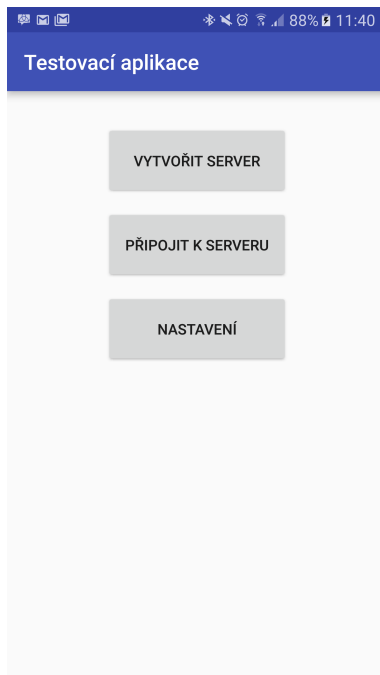 88% 11:40
Testovací aplikace
VYTVOŘIT SERVER
PŘIPOJIT K SERVERU
NASTAVENÍ